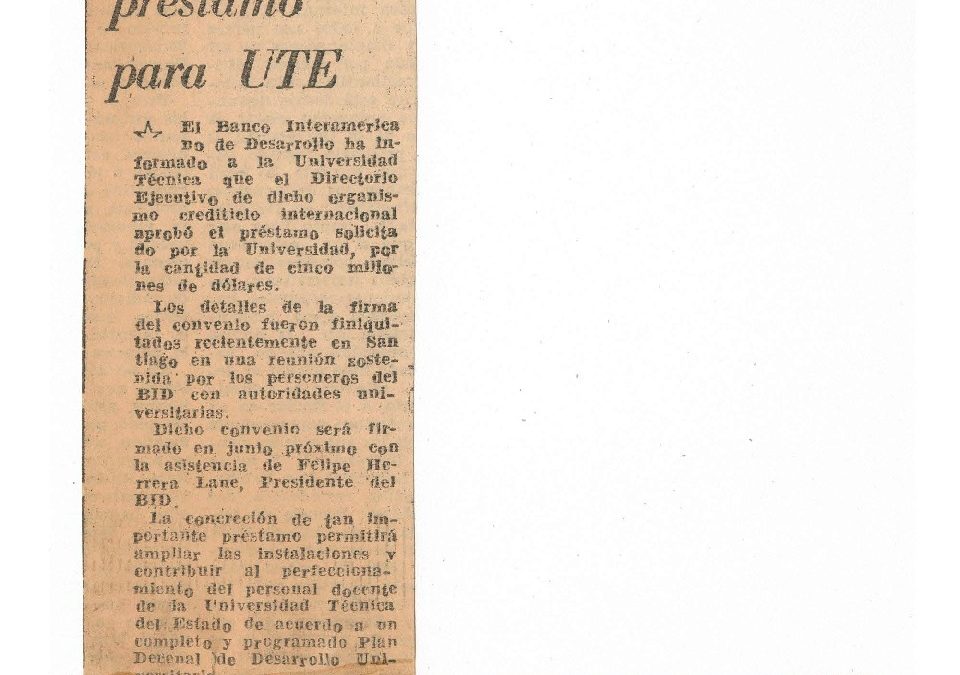 préstamo
para UTE
El Banco Interamerica
no de Desarrollo ha in-
formado a la Universidad
Técnica que el Directorio
Ejecutivo de dicho organis
mo crediticio internacional
aprobó el préstamo solicita
do por la Universidad, por
la cantidad de cinco millo-
nes de dólares.
Los detalles de la firma
del convenio fueron finiqui-
tados recientemente en San
tiago en una reunión soste-
nida por los personeros del
BID con autoridades uni-
versitarias.
Dicho convenio será fir-
mado en junio próximo con
la asistencia de Felipe He-
rrera Lane, Presidente del
BID.
La concreción de tan im-
portante préstamo permitirá
ampliar las instalaciones y
contribuir al perfecciona-
miento del personal docente
de la Universidad Técnica
del Estado de acuerdo a un
completo y programado Plan
Decenal de Desarrollo Uni-
versitario.